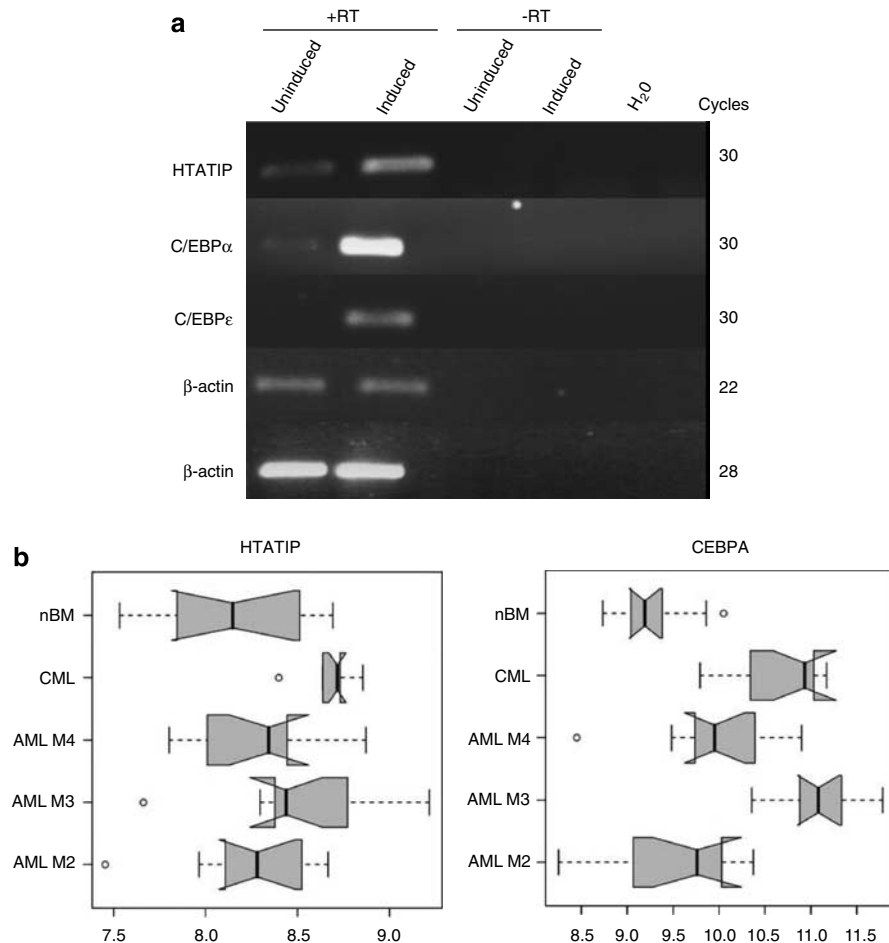 a
+RT -RT
Uninduced Induced Uninduced Induced H20 Cycles
HTATIP 30
C/EBPα 30
C/EBPε 30
β-actin 22
β-actin 28
b
HTATIP
nBM
CML
AML M4
AML M3
AML M2
7.5 8.0 8.5 9.0
CEBPA
nBM
CML
AML M4
AML M3
AML M2
8.5 9.0 9.5 10.0 10.5 11.0 11.5